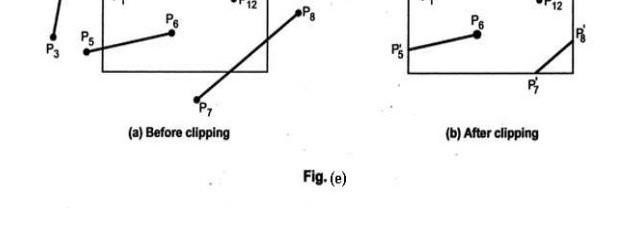 P12 P8
P6
P3 P5
P7
(a) Before clipping
P12
P6 P'8
P'5
P'7
(b) After clipping
Fig. (e)